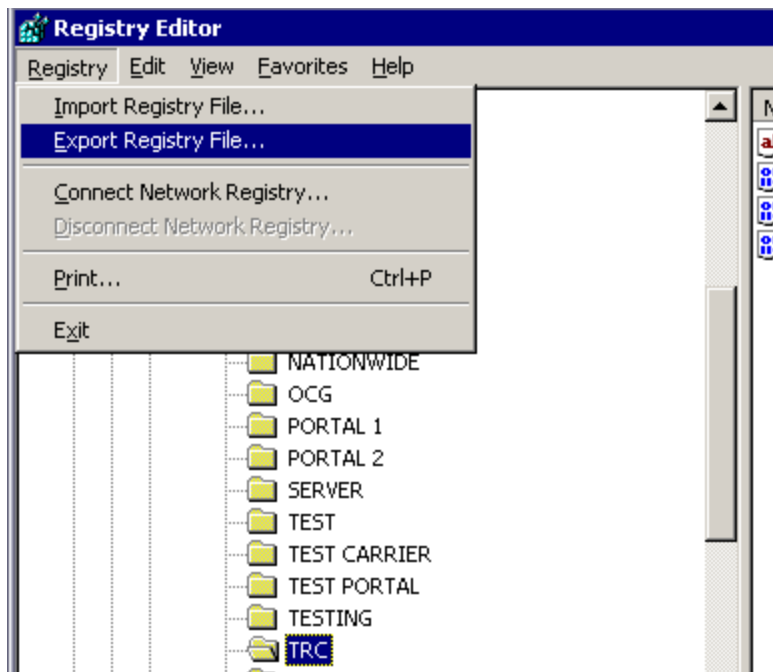 Registry Editor
Registry Edit View Favorites Help
Import Registry File...
Export Registry File...
Connect Network Registry...
Disconnect Network Registry...
Print... Ctrl+P
Exit
NATIONWIDE
OCG
PORTAL 1
PORTAL 2
SERVER
TEST
TEST CARRIER
TEST PORTAL
TESTING
TRC